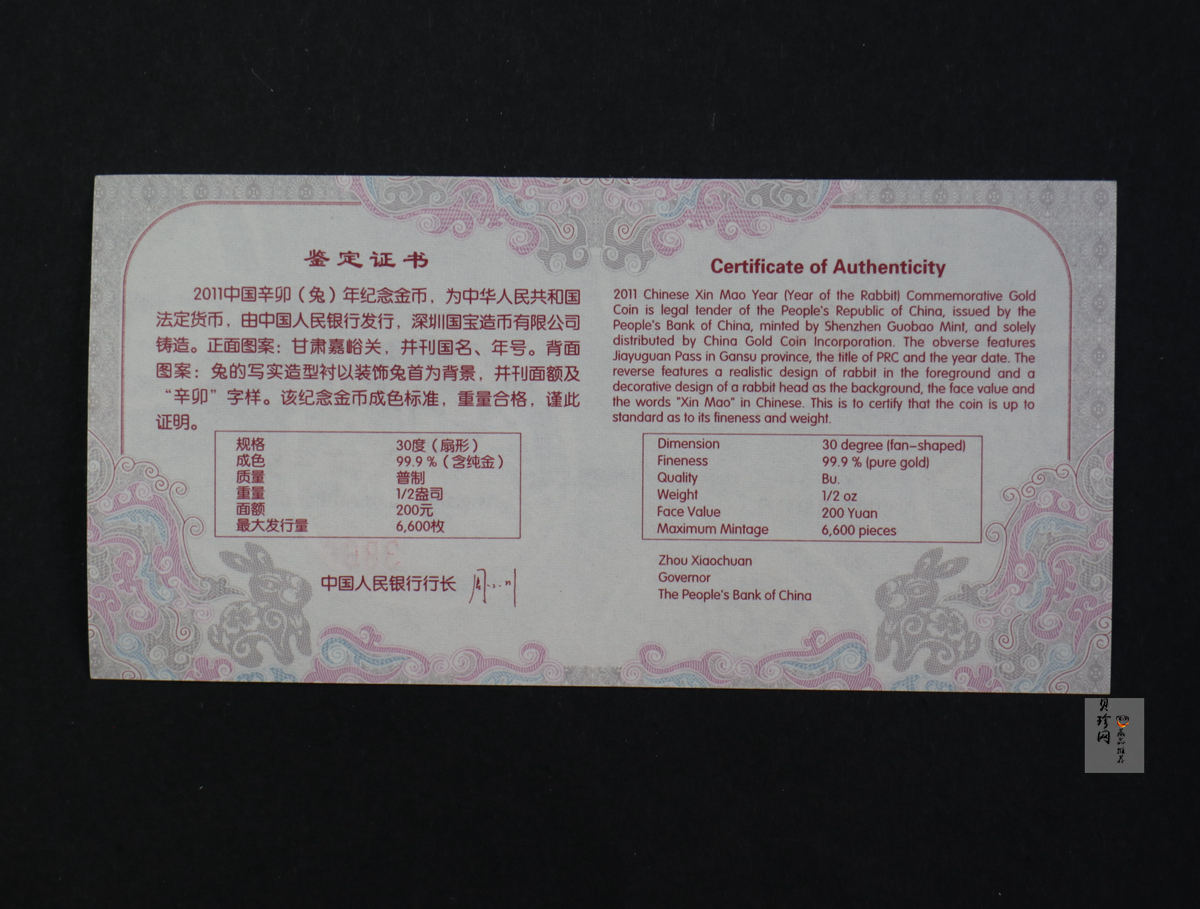 鉴定证书
2011中国辛卯（兔）年纪念金币，为中华人民共和国
法定货币，由中国人民银行发行，深圳国宝造币有限公司
铸造。正面图案：甘肃嘉峪关，并刊国名、年号。背面
图案：兔的写实造型衬以装饰兔首为背景，并刊面额及
“辛卯”字样。该纪念金币成色标准，重量合格，谨此
证明。
规格 30度（扇形）
成色 99.9％（含纯金）
质量 普制
重量 1/2盎司
面额 200元
最大发行量 6,600枚
中国人民银行行长
Certificate of Authenticity
2011 Chinese Xin Mao Year (Year of the Rabbit) Commemorative Gold
Coin is legal tender of the People's Republic of China, issued by the
People's Bank of China, minted by Shenzhen Guobao Mint, and solely
distributed by China Gold Coin Incorporation. The obverse features
Jiayuguan Pass in Gansu province, the title of PRC and the year date. The
reverse features a realistic design of rabbit in the foreground and a
decorative design of a rabbit head as the background, the face value and
the words "Xin Mao" in Chinese. This is to certify that the coin is up to
standard as to its fineness and weight.
Dimension 30 degree (fan-shaped)
Fineness 99.9 % (pure gold)
Quality Bu.
Weight 1/2 oz
Face Value 200 Yuan
Maximum Mintage 6,600 pieces
Zhou Xiaochuan
Governor
The People's Bank of China
贝珍网